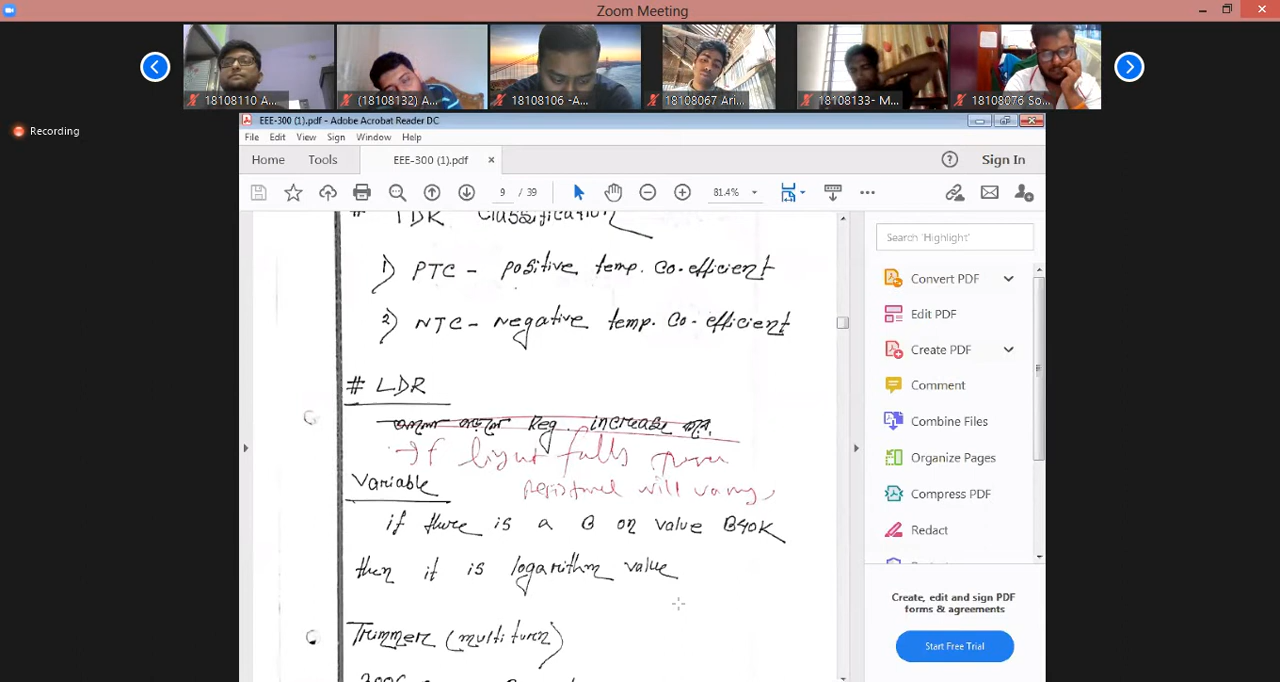 Zoom Meeting
18108110 A...
(18108132) A...
18108106 -A...
18108067 Ari...
18108133- M...
18108076 So...
Recording
EEE-300 (1).pdf - Adobe Acrobat Reader DC
File Edit View Sign Window Help
Home Tools EEE-300 (1).pdf × Sign In
9 / 39 81.4%
# TDR Classification
1) PTC - positive temp. Co-efficient
2) NTC - Negative temp. Co-efficient
# LDR
Reg. increase
If light falls
will vary,
Variable
if there is a B on value B40K
then it is logarithm value
Trimmer (multiturn)
Search 'Highlight'
Convert PDF
Edit PDF
Create PDF
Comment
Combine Files
Organize Pages
Compress PDF
Redact
Create, edit and sign PDF
forms & agreements
Start Free Trial